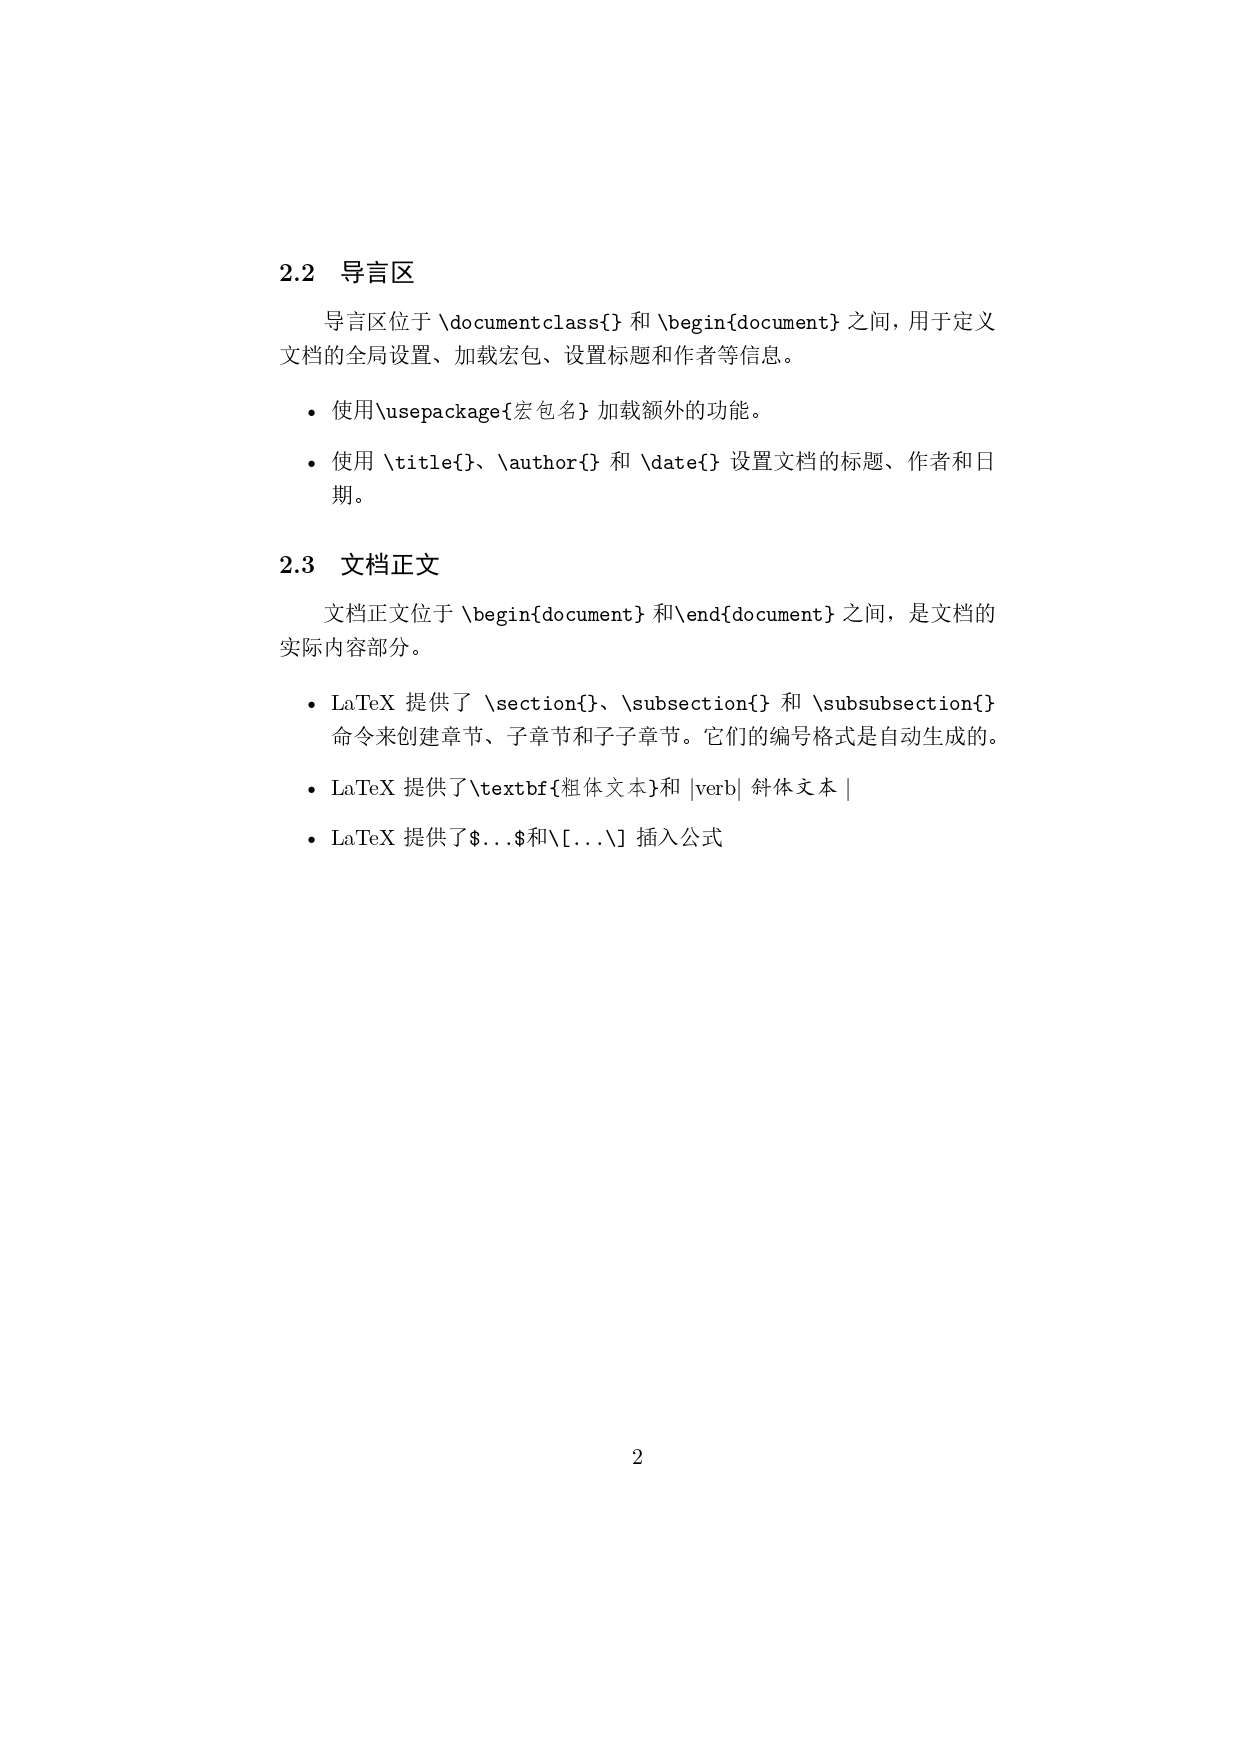 2.2 导言区
导言区位于 \documentclass{} 和 \begin{document} 之间，用于定义
文档的全局设置、加载宏包、设置标题和作者等信息。
• 使用\usepackage{宏包名} 加载额外的功能。
• 使用 \title{}、\author{} 和 \date{} 设置文档的标题、作者和日
期。
2.3 文档正文
文档正文位于 \begin{document} 和\end{document} 之间，是文档的
实际内容部分。
• LaTeX 提供了 \section{}、\subsection{} 和 \subsubsection{}
命令来创建章节、子章节和子子章节。它们的编号格式是自动生成的。
• LaTeX 提供了\textbf{粗体文本}和 |verb| 斜体文本 |
• LaTeX 提供了$...$和\[...\] 插入公式
2